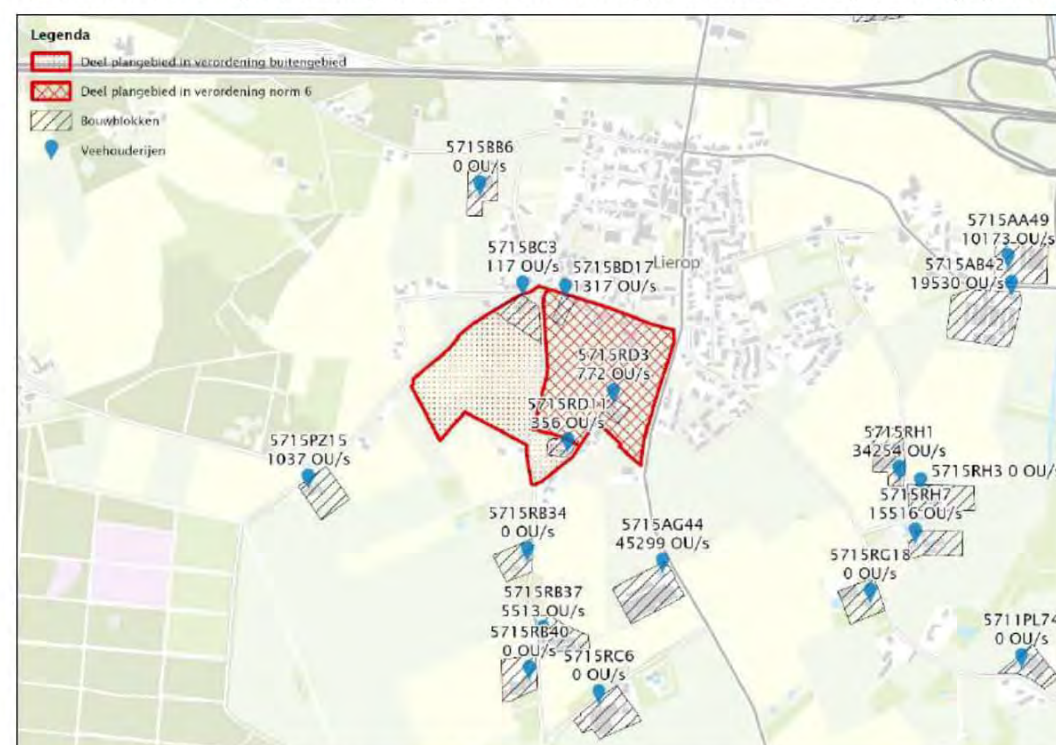 Legenda
Deel plangebied in verordening buitengebied
Deel plangebied in verordening norm 6
Bouwblokken
Veehouderijen
5715BB6
0 OU/s
5715BC3
117 OU/s
5715BD17
1317 OU/s
Lierop
5715AA49
10173 OU/s
5715AB42
19530 OU/s
5715RD3
772 OU/s
5715RD11
356 OU/s
5715PZ15
1037 OU/s
5715RH1
34254 OU/s
5715RH3 0 OU/s
5715RH7
15516 OU/s
5715RB34
0 OU/s
5715AG44
45299 OU/s
5715RG18
0 OU/s
5715RB37
5513 OU/s
5715RB40
0 OU/s
5715RC6
0 OU/s
5711PL74
0 OU/s